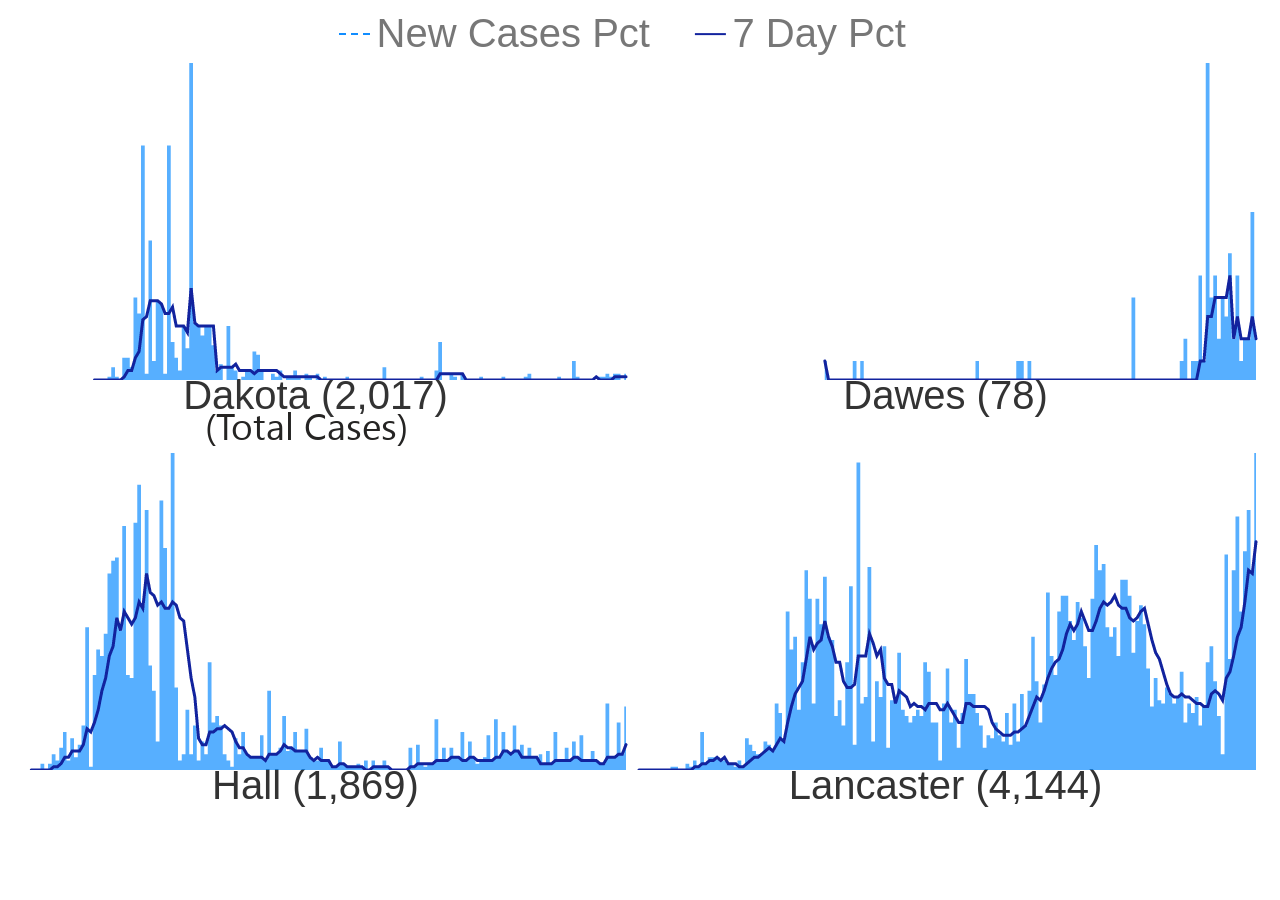 New Cases Pct 7 Day Pct
Dakota (2,017)
(Total Cases)
Dawes (78)
Hall (1,869)
Lancaster (4,144)